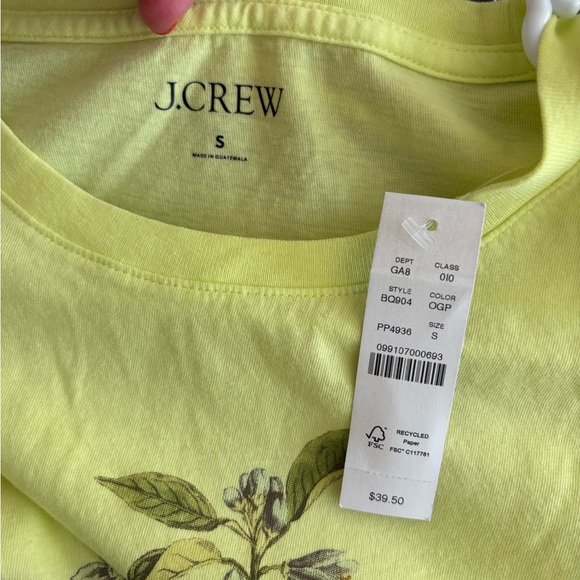 J.CREW
S
MADE IN GUATEMALA
DEPT CLASS
GA8 010
STYLE COLOR
BQ904 OGP
PP4936 SIZE
S
099107000693
FSC
RECYCLED
Paper
FSC® C117781
$39.50